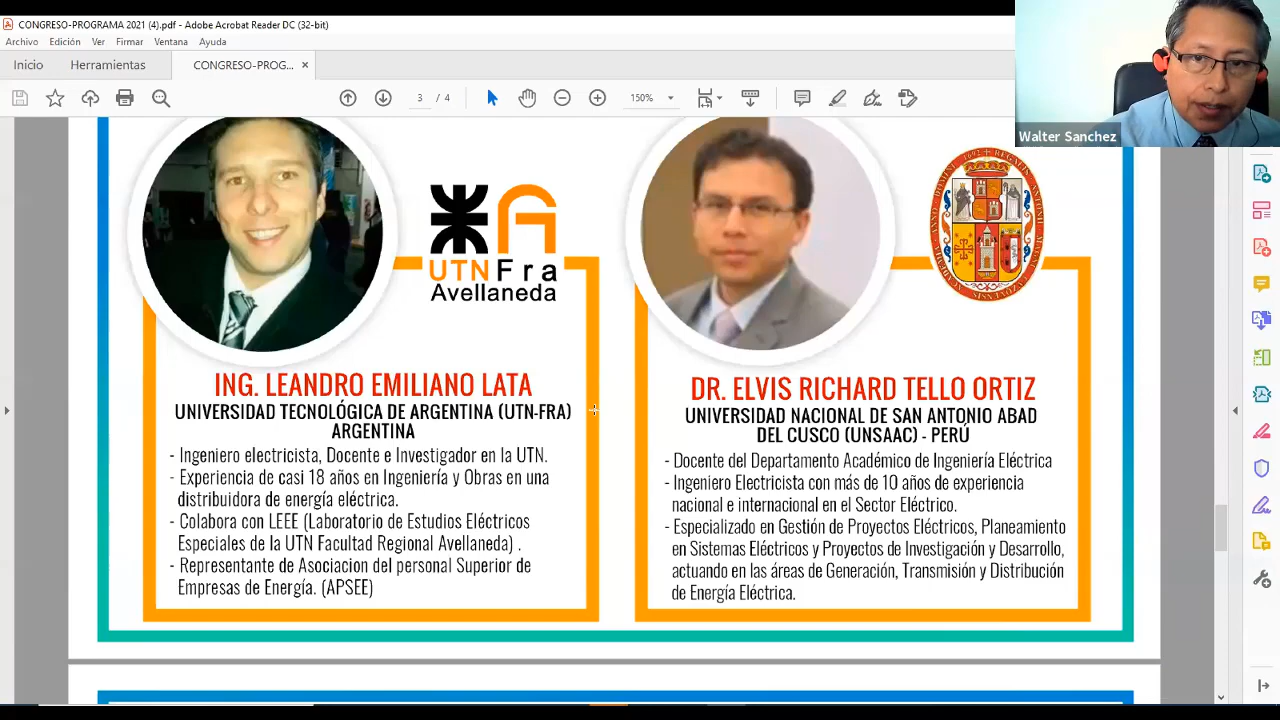 CONGRESO-PROGRAMA 2021 (4).pdf - Adobe Acrobat Reader DC (32-bit)
Archivo Edición Ver Firmar Ventana Ayuda
Inicio Herramientas CONGRESO-PROG... ×
3 / 4 150%
Walter Sanchez
UTN Fra
Avellaneda
ING. LEANDRO EMILIANO LATA
UNIVERSIDAD TECNOLÓGICA DE ARGENTINA (UTN-FRA)
ARGENTINA
- Ingeniero electricista, Docente e Investigador en la UTN.
- Experiencia de casi 18 años en Ingeniería y Obras en una
distribuidora de energía eléctrica.
- Colabora con LEEE (Laboratorio de Estudios Eléctricos
Especiales de la UTN Facultad Regional Avellaneda) .
- Representante de Asociacion del personal Superior de
Empresas de Energía. (APSEE)
DR. ELVIS RICHARD TELLO ORTIZ
UNIVERSIDAD NACIONAL DE SAN ANTONIO ABAD
DEL CUSCO (UNSAAC) - PERÚ
- Docente del Departamento Académico de Ingeniería Eléctrica
- Ingeniero Electricista con más de 10 años de experiencia
nacional e internacional en el Sector Eléctrico.
- Especializado en Gestión de Proyectos Eléctricos, Planeamiento
en Sistemas Eléctricos y Proyectos de Investigación y Desarrollo,
actuando en las áreas de Generación, Transmisión y Distribución
de Energía Eléctrica.